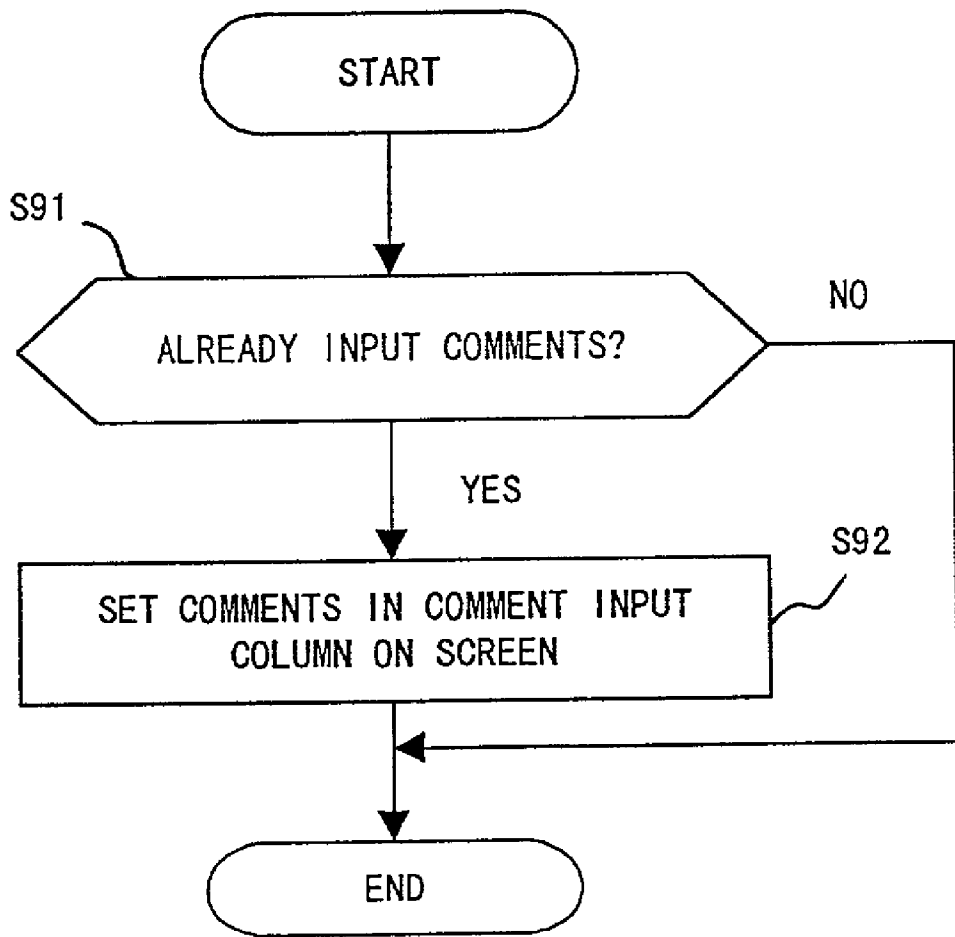 START
S91
NO
ALREADY INPUT COMMENTS?
YES
S92
SET COMMENTS IN COMMENT INPUT
COLUMN ON SCREEN
END